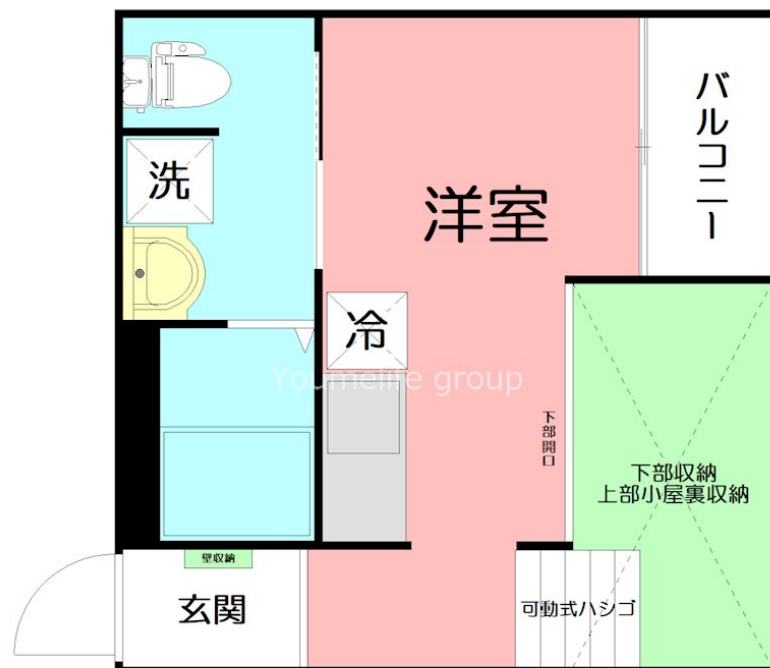 バルコニー
洗
洋室
冷
Youmelife group
下部開口
下部収納
上部小屋裏収納
壁収納
玄関
可動式ハシゴ